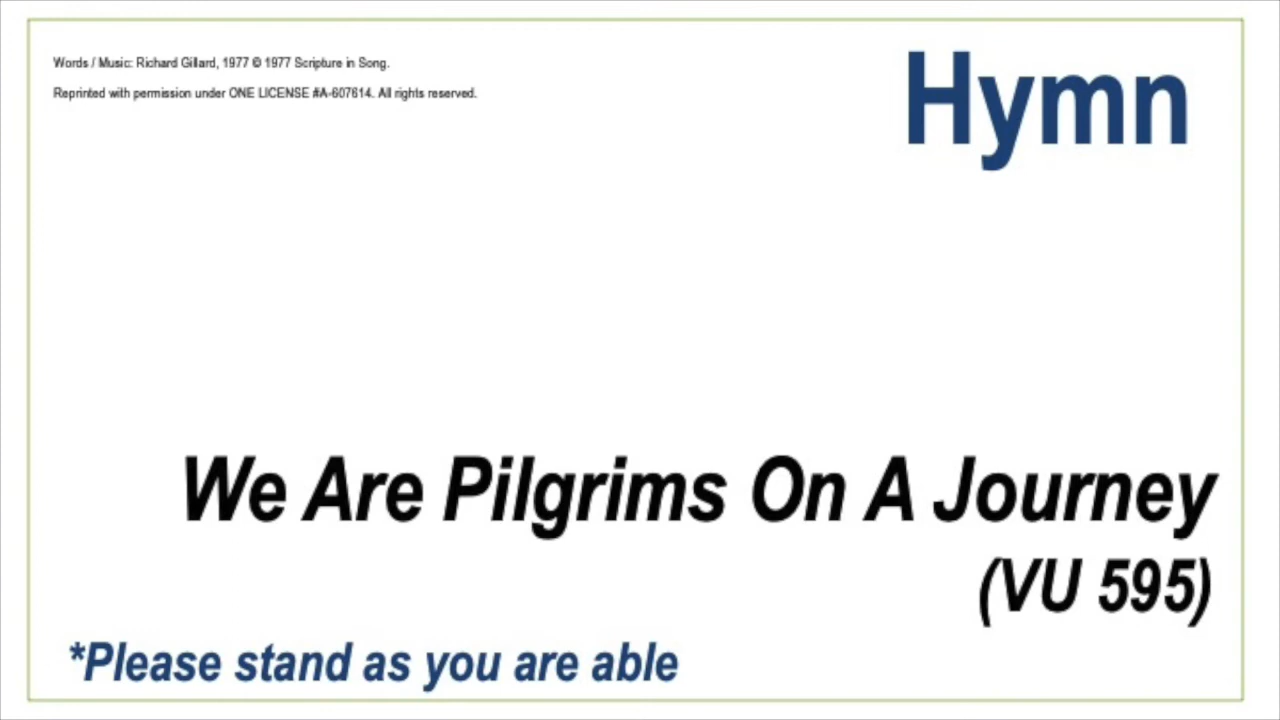 Words / Music: Richard Gillard, 1977 © 1977 Scripture in Song.
Reprinted with permission under ONE LICENSE #A-607614. All rights reserved.
Hymn
We Are Pilgrims On A Journey
(VU 595)
*Please stand as you are able